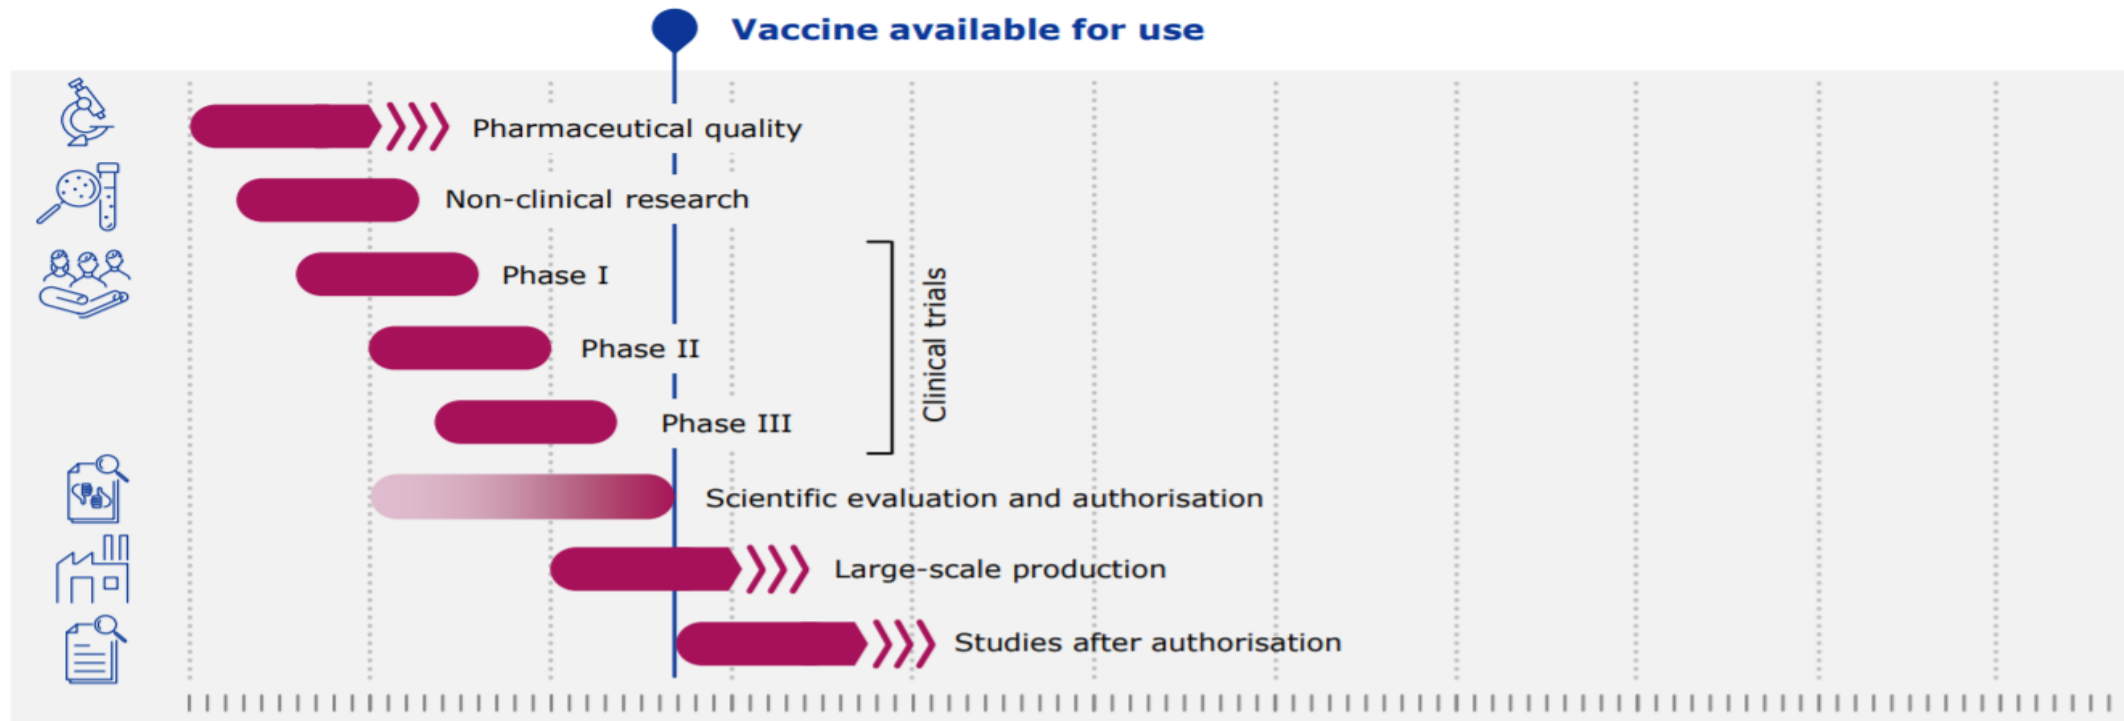 Vaccine available for use
Pharmaceutical quality
Non-clinical research
Phase I
Phase II
Phase III
Clinical trials
Scientific evaluation and authorisation
Large-scale production
Studies after authorisation